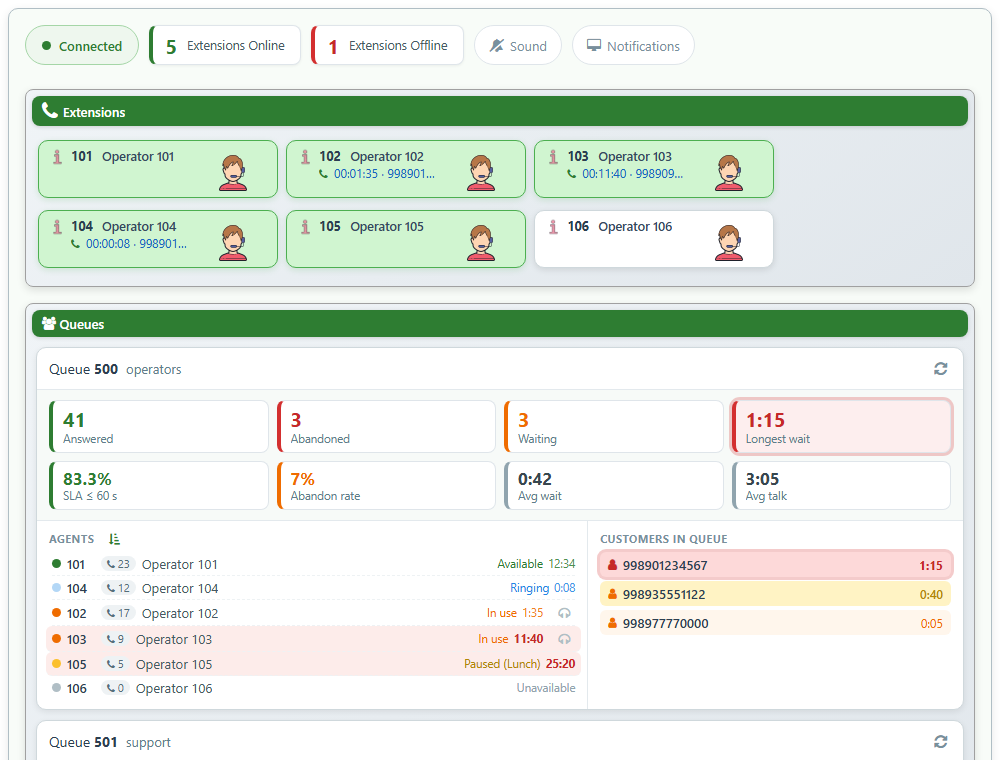 Connected
5 Extensions Online
1 Extensions Offline
Sound
Notifications
Extensions
101 Operator 101
102 Operator 102
00:01:35 · 998901...
103 Operator 103
00:11:40 · 998909...
104 Operator 104
00:00:08 · 998901...
105 Operator 105
106 Operator 106
Queues
Queue 500 operators
41
Answered
3
Abandoned
3
Waiting
1:15
Longest wait
83.3%
SLA ≤ 60 s
7%
Abandon rate
0:42
Avg wait
3:05
Avg talk
AGENTS
101 23 Operator 101 Available 12:34
104 12 Operator 104 Ringing 0:08
102 17 Operator 102 In use 1:35
103 9 Operator 103 In use 11:40
105 5 Operator 105 Paused (Lunch) 25:20
106 0 Operator 106 Unavailable
CUSTOMERS IN QUEUE
998901234567 1:15
998935551122 0:40
998977770000 0:05
Queue 501 support